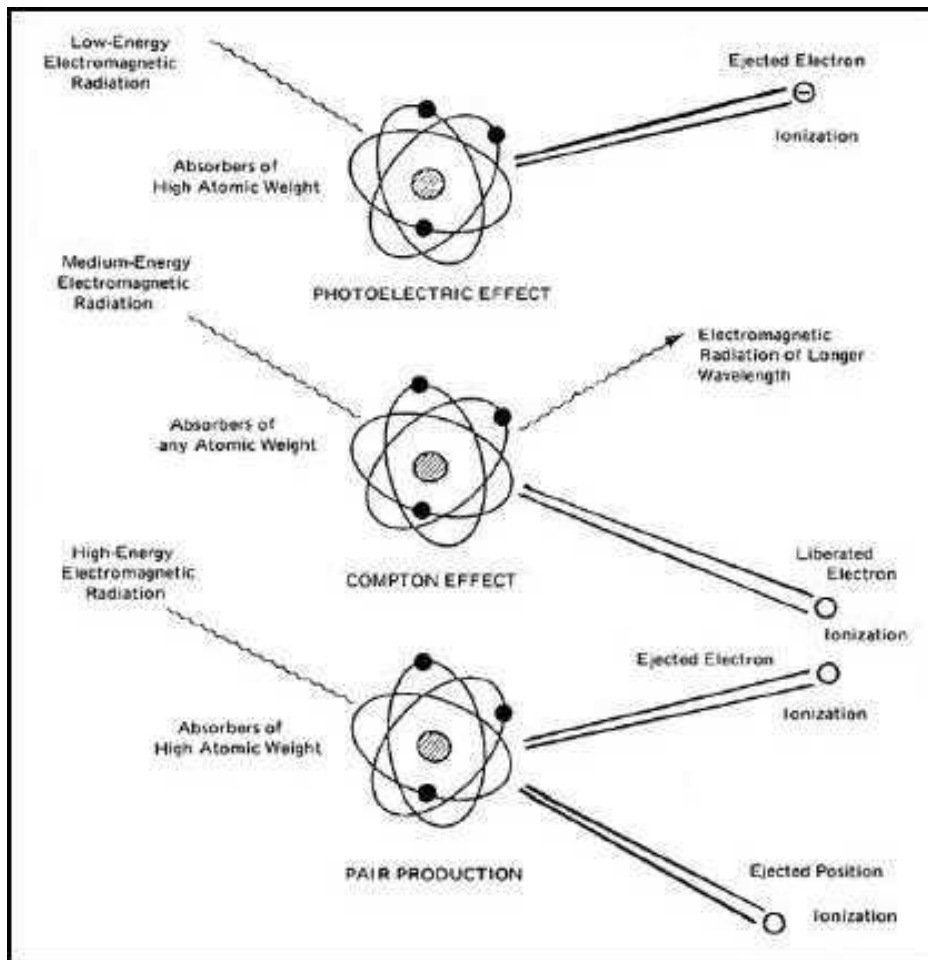 Low-Energy
Electromagnetic
Radiation
Ejected Electron
−
Ionization
Absorbers of
High Atomic Weight
PHOTOELECTRIC EFFECT
Medium-Energy
Electromagnetic
Radiation
Electromagnetic
Radiation of Longer
Wavelength
Absorbers of
any Atomic Weight
COMPTON EFFECT
Liberated
Electron
Ionization
High-Energy
Electromagnetic
Radiation
Ejected Electron
Ionization
Absorbers of
High Atomic Weight
PAIR PRODUCTION
Ejected Position
Ionization